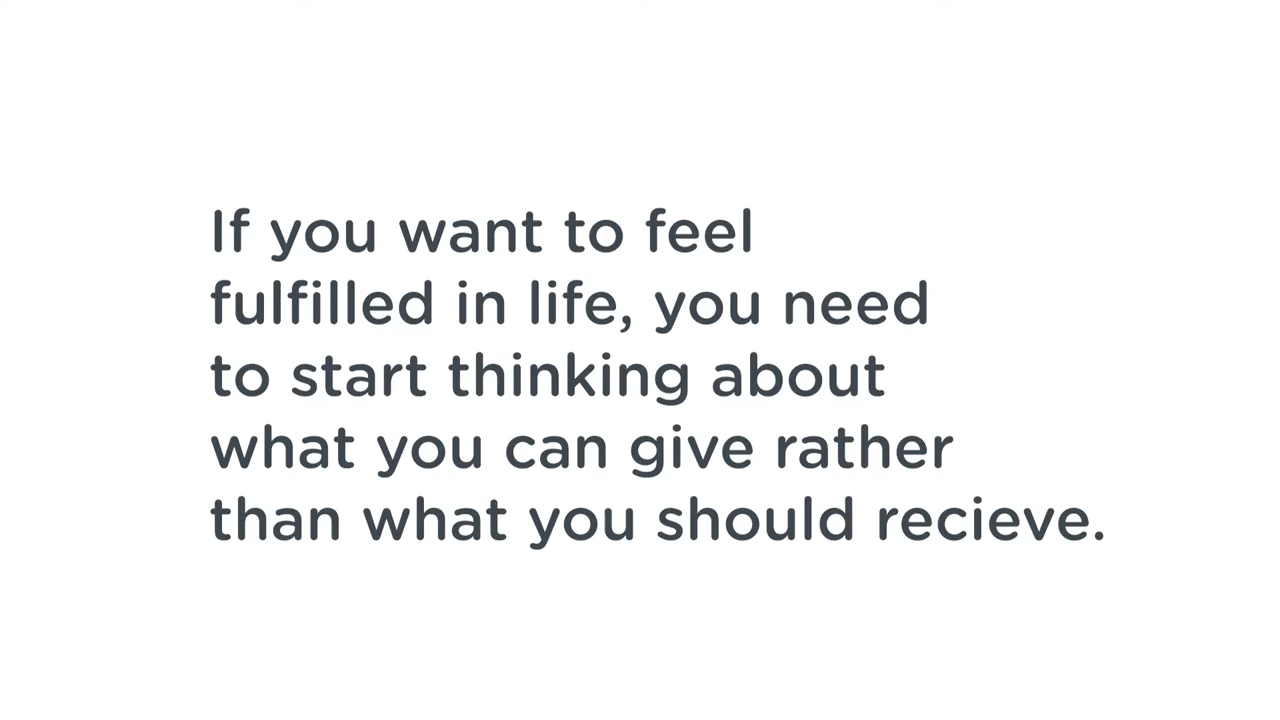 If you want to feel
fulfilled in life, you need
to start thinking about
what you can give rather
than what you should recieve.